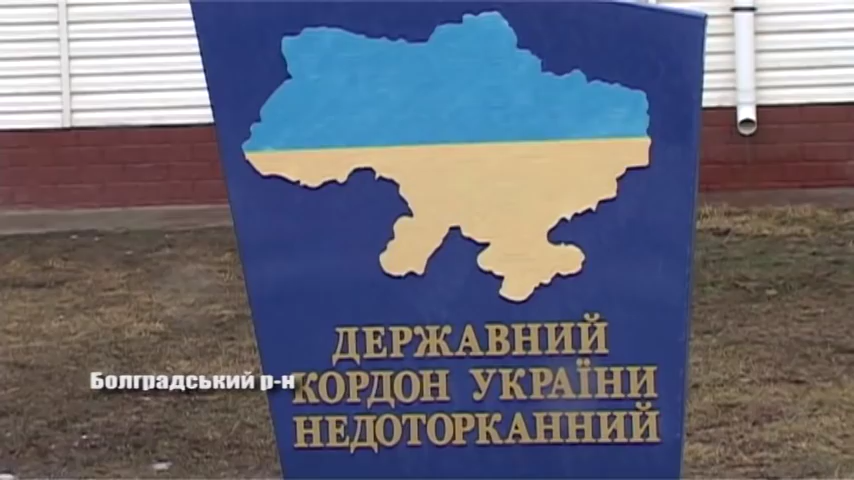 ДЕРЖАВНИЙ
КОРДОН УКРАЇНИ
НЕДОТОРКАННИЙ
Болградський р-н